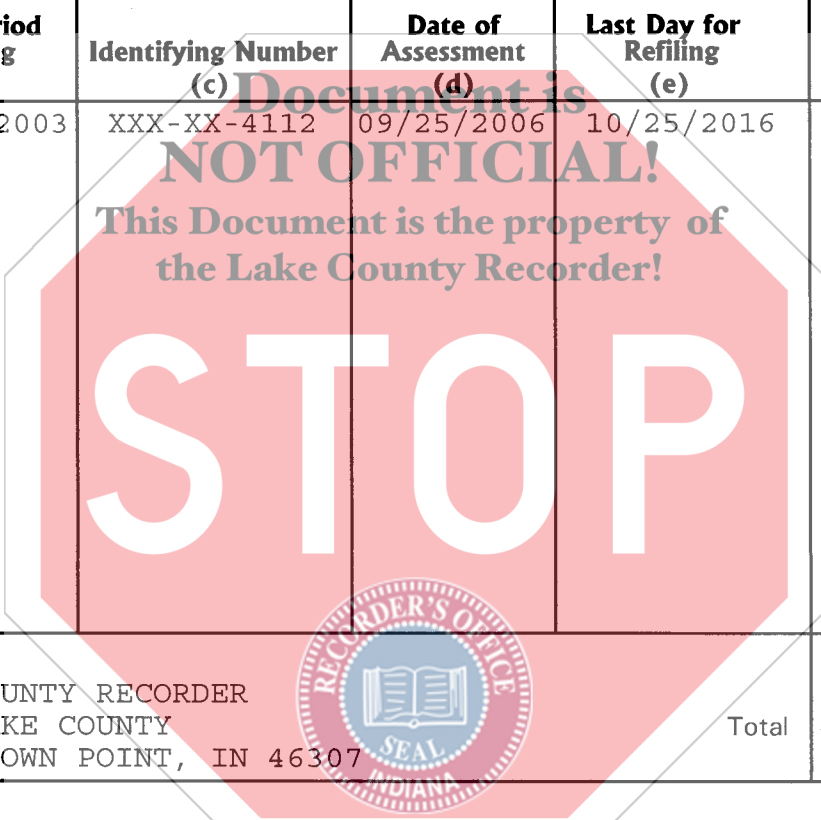 riod
g
Identifying Number
(c)
Date of
Assessment
(d)
Last Day for
Refiling
(e)
2003 XXX-XX-4112 09/25/2006 10/25/2016
Document is
NOT OFFICIAL!
This Document is the property of
the Lake County Recorder!
STOP
RECORDER'S OFFICE
SEAL
INDIANA
UNTY RECORDER
KE COUNTY
OWN POINT, IN 46307
Total